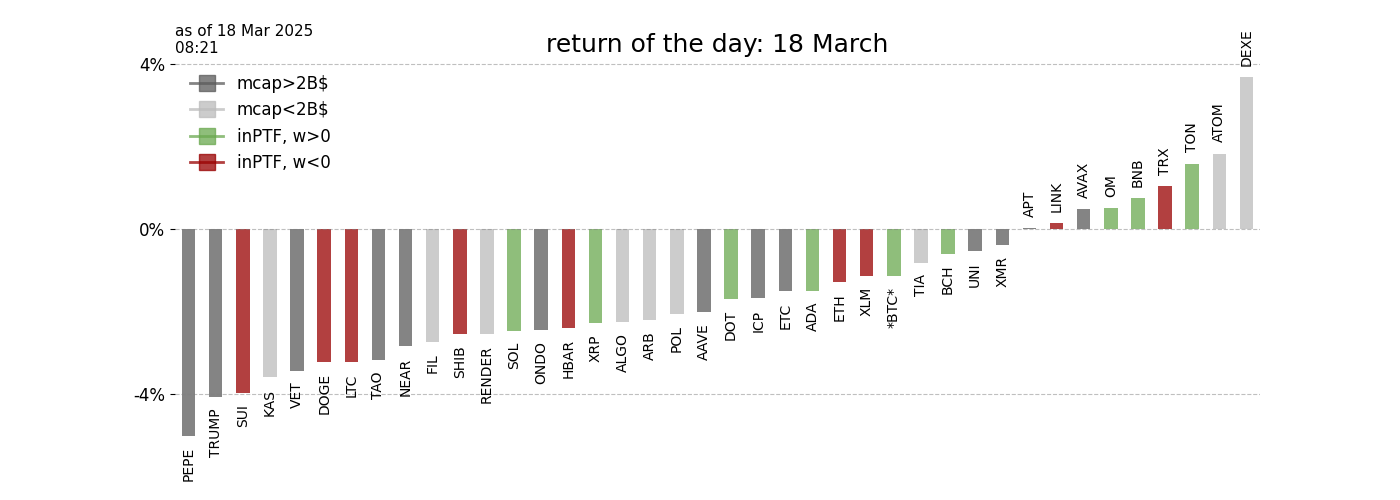 as of 18 Mar 2025
08:21
return of the day: 18 March
4%
0%
-4%
mcap>2B$
mcap<2B$
inPTF, w>0
inPTF, w<0
PEPE
TRUMP
SUI
KAS
VET
DOGE
LTC
TAO
NEAR
FIL
SHIB
RENDER
SOL
ONDO
HBAR
XRP
ALGO
ARB
POL
AAVE
DOT
ICP
ETC
ADA
ETH
XLM
*BTC*
TIA
BCH
UNI
XMR
APT
LINK
AVAX
OM
BNB
TRX
TON
ATOM
DEXE